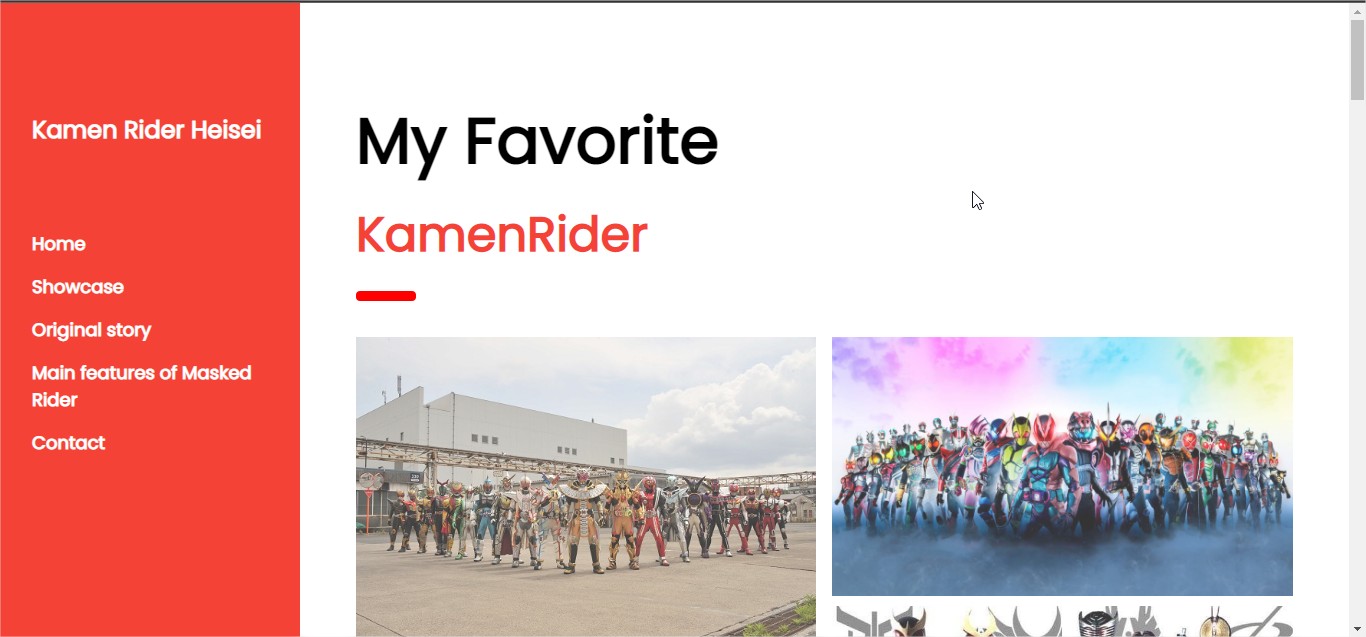 Kamen Rider Heisei
Home
Showcase
Original story
Main features of Masked
Rider
Contact
My Favorite
KamenRider